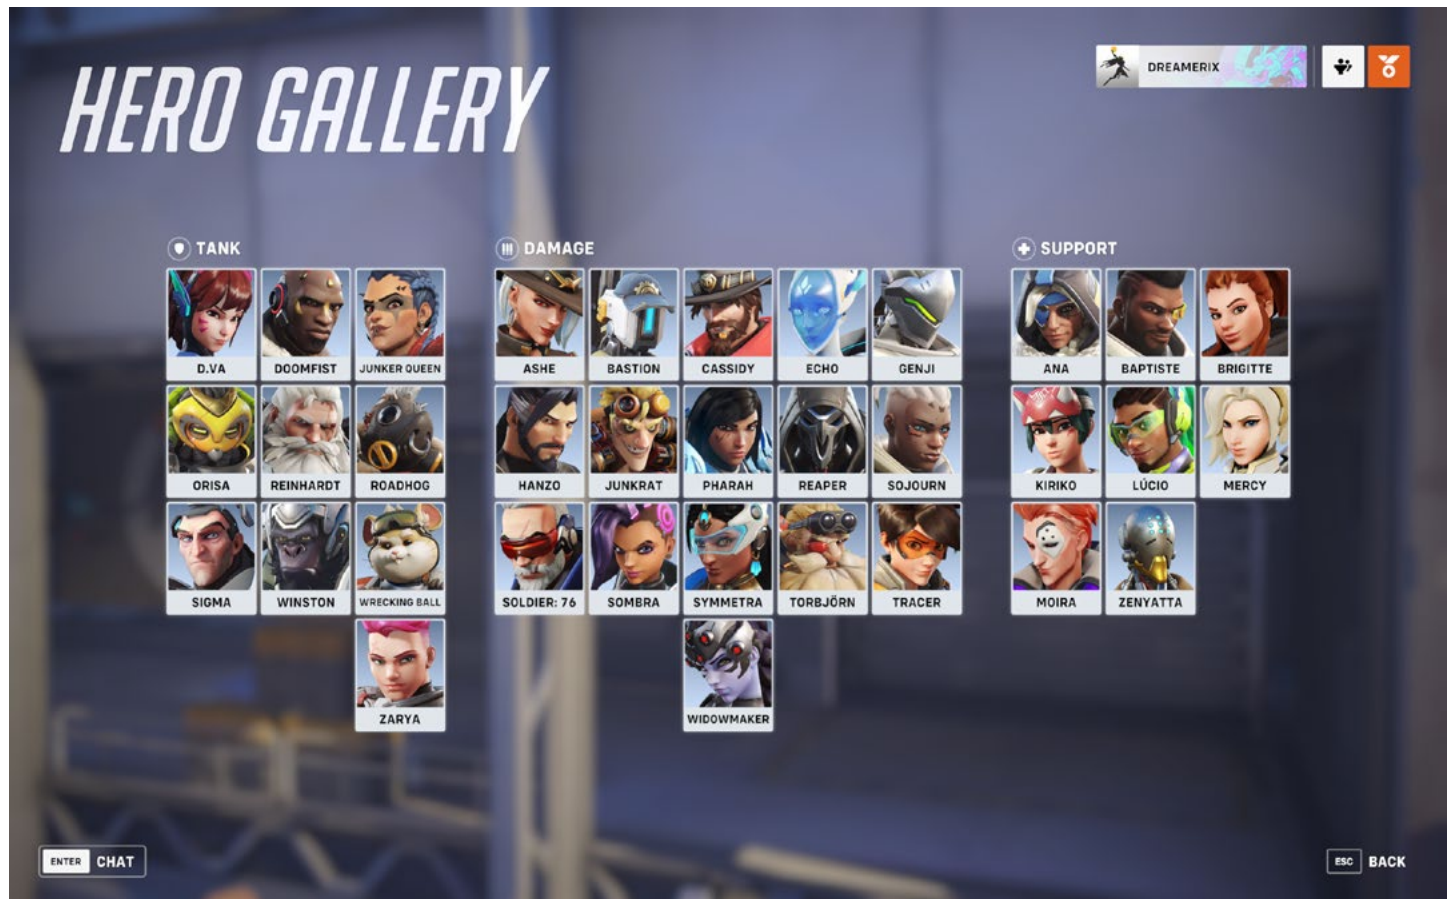 HERO GALLERY
DREAMERIX
TANK
D.VA DOOMFIST JUNKER QUEEN
ORISA REINHARDT ROADHOG
SIGMA WINSTON WRECKING BALL
ZARYA
DAMAGE
ASHE BASTION CASSIDY ECHO GENJI
HANZO JUNKRAT PHARAH REAPER SOJOURN
SOLDIER: 76 SOMBRA SYMMETRA TORBJÖRN TRACER
WIDOWMAKER
SUPPORT
ANA BAPTISTE BRIGITTE
KIRIKO LÚCIO MERCY
MOIRA ZENYATTA
ENTER CHAT
ESC BACK